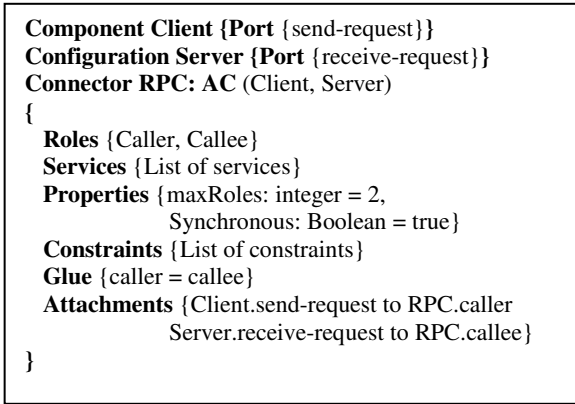 Component Client {Port {send-request}}
Configuration Server {Port {receive-request}}
Connector RPC: AC (Client, Server)
{
Roles {Caller, Callee}
Services {List of services}
Properties {maxRoles: integer = 2,
Synchronous: Boolean = true}
Constraints {List of constraints}
Glue {caller = callee}
Attachments {Client.send-request to RPC.caller
Server.receive-request to RPC.callee}
}